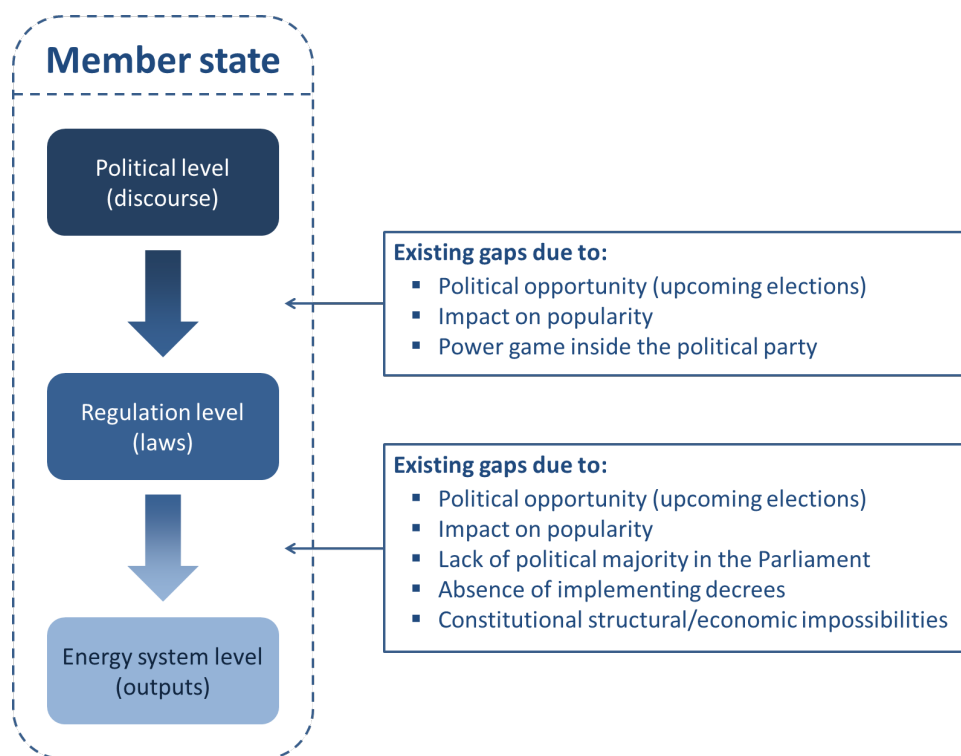 Member state
Political level
(discourse)
Existing gaps due to:
▪ Political opportunity (upcoming elections)
▪ Impact on popularity
▪ Power game inside the political party
Regulation level
(laws)
Existing gaps due to:
▪ Political opportunity (upcoming elections)
▪ Impact on popularity
▪ Lack of political majority in the Parliament
▪ Absence of implementing decrees
▪ Constitutional structural/economic impossibilities
Energy system level
(outputs)